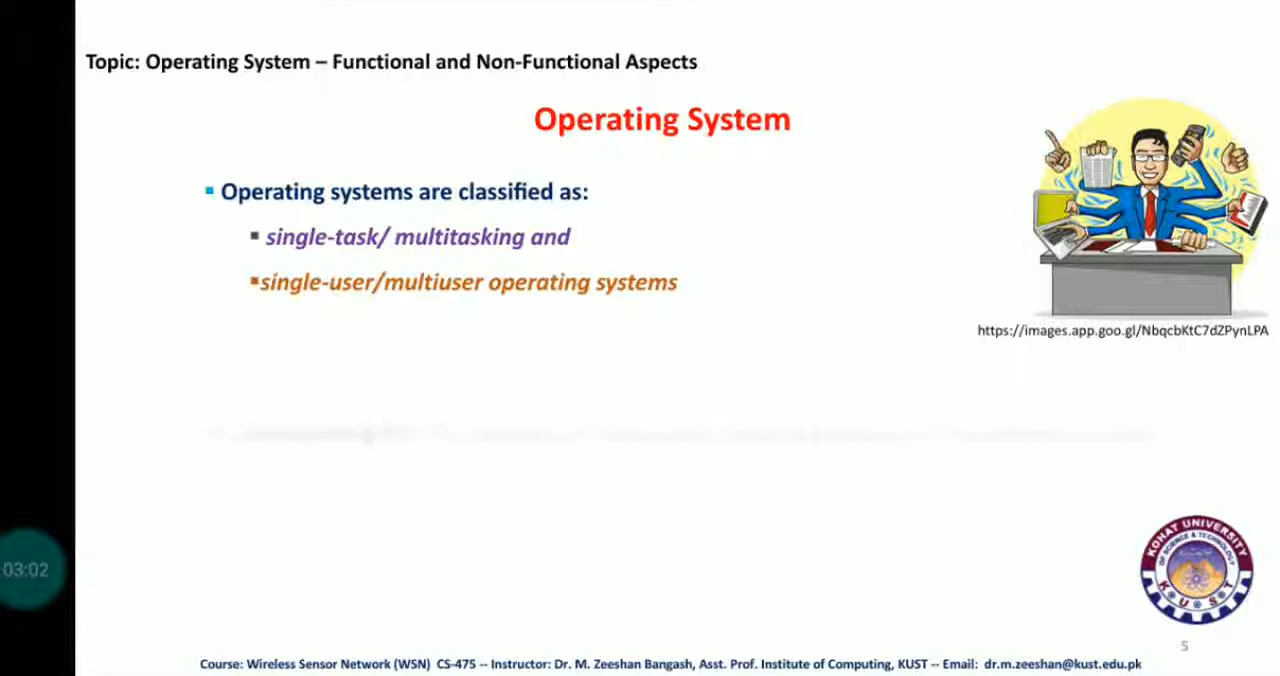 Topic: Operating System – Functional and Non-Functional Aspects
Operating System
Operating systems are classified as:
single-task/ multitasking and
single-user/multiuser operating systems
https://images.app.goo.gl/NbqcbKtC7dZPynLPA
KOHAT UNIVERSITY
OF SCIENCE & TECHNOLOGY
K U S T
03:02
5
Course: Wireless Sensor Network (WSN) CS-475 -- Instructor: Dr. M. Zeeshan Bangash, Asst. Prof. Institute of Computing, KUST -- Email: dr.m.zeeshan@kust.edu.pk